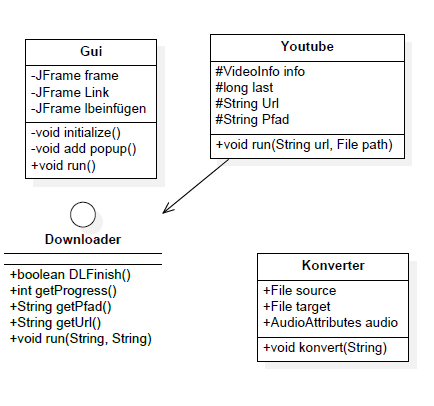 Gui
-JFrame frame
-JFrame Link
-JFrame lbeinfügen
-void initialize()
-void add popup()
+void run()
Youtube
#VideoInfo info
#long last
#String Url
#String Pfad
+void run(String url, File path)
Downloader
+boolean DLFinish()
+int getProgress()
+String getPfad()
+String getUrl()
+void run(String, String)
Konverter
+File source
+File target
+AudioAttributes audio
+void konvert(String)